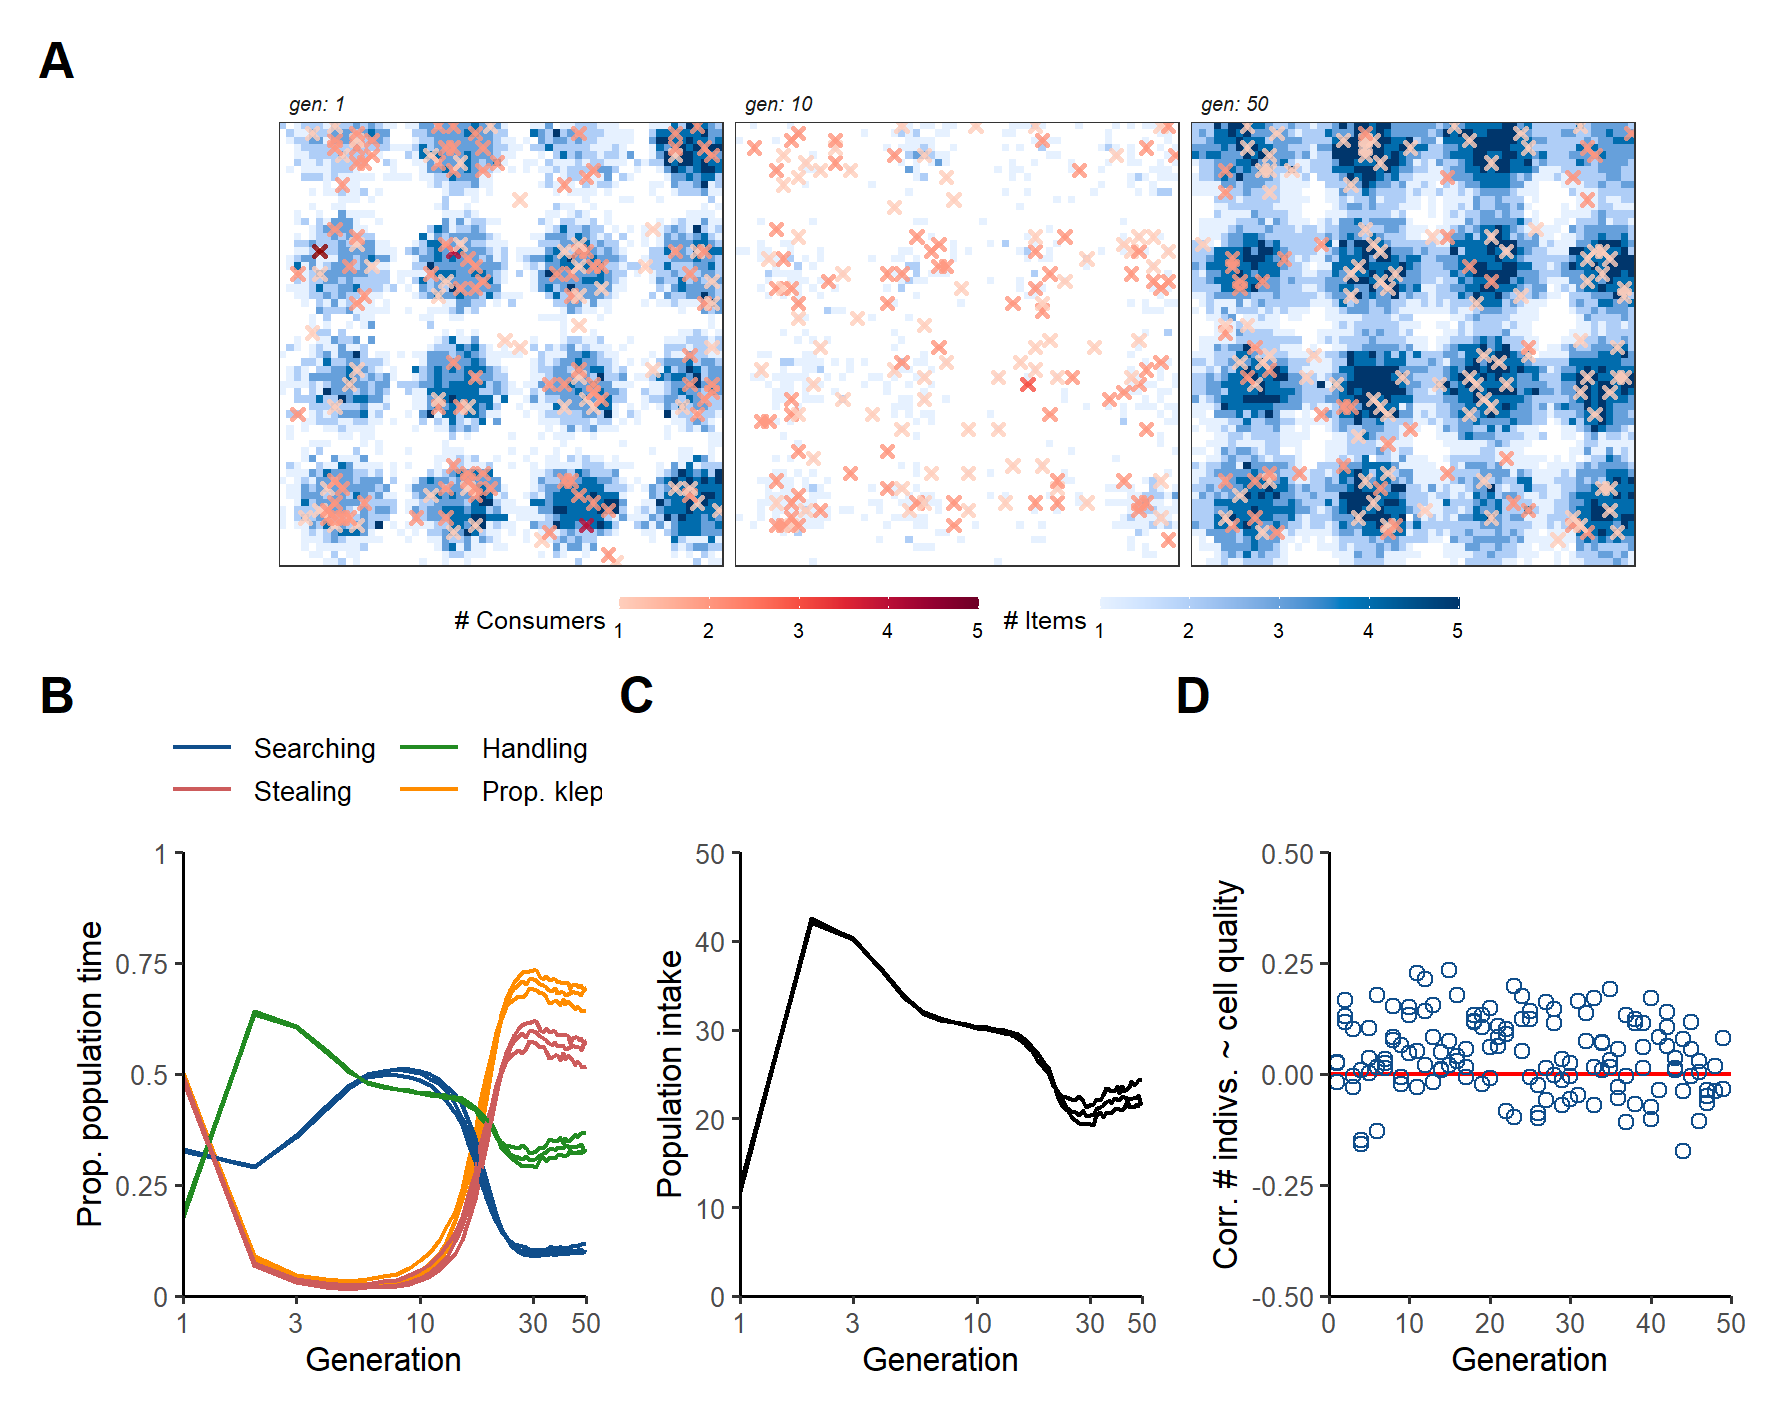 A
gen: 1 gen: 10 gen: 50
# Consumers 1 2 3 4 5 # Items 1 2 3 4 5
B C D
Searching Handling
Stealing Prop. klep
Prop. population time
1
0.75
0.5
0.25
0
1 3 10 30 50
Generation
Population intake
50
40
30
20
10
0
1 3 10 30 50
Generation
Corr. # indivs. ~ cell quality
0.50
0.25
0.00
-0.25
-0.50
0 10 20 30 40 50
Generation